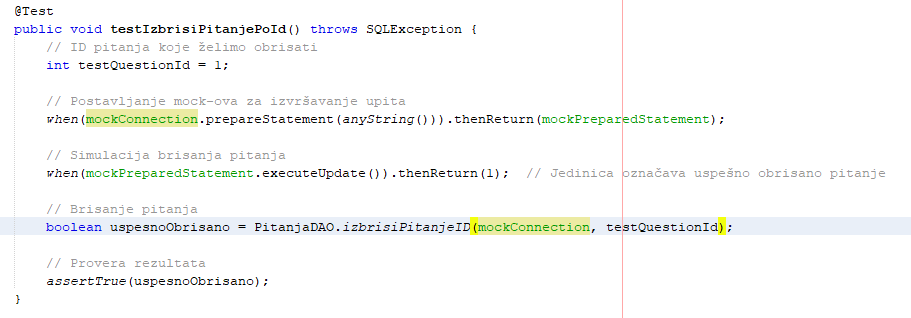 @Test
public void testIzbrisiPitanjePoId() throws SQLException {
// ID pitanja koje želimo obrisati
int testQuestionId = 1;
// Postavljanje mock-ova za izvršavanje upita
when(mockConnection.prepareStatement(anyString())).thenReturn(mockPreparedStatement);
// Simulacija brisanja pitanja
when(mockPreparedStatement.executeUpdate()).thenReturn(1);  // Jedinica označava uspešno obrisano pitanje
// Brisanje pitanja
boolean uspesnoObrisano = PitanjaDAO.izbrisiPitanjeID(mockConnection, testQuestionId);
// Provera rezultata
assertTrue(uspesnoObrisano);
}